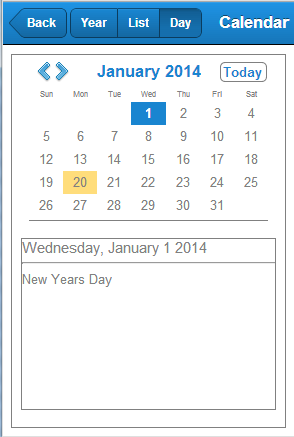 Back Year List Day Calendar
January 2014 Today
Sun Mon Tue Wed Thu Fri Sat
1 2 3 4
5 6 7 8 9 10 11
12 13 14 15 16 17 18
19 20 21 22 23 24 25
26 27 28 29 30 31
Wednesday, January 1 2014
New Years Day